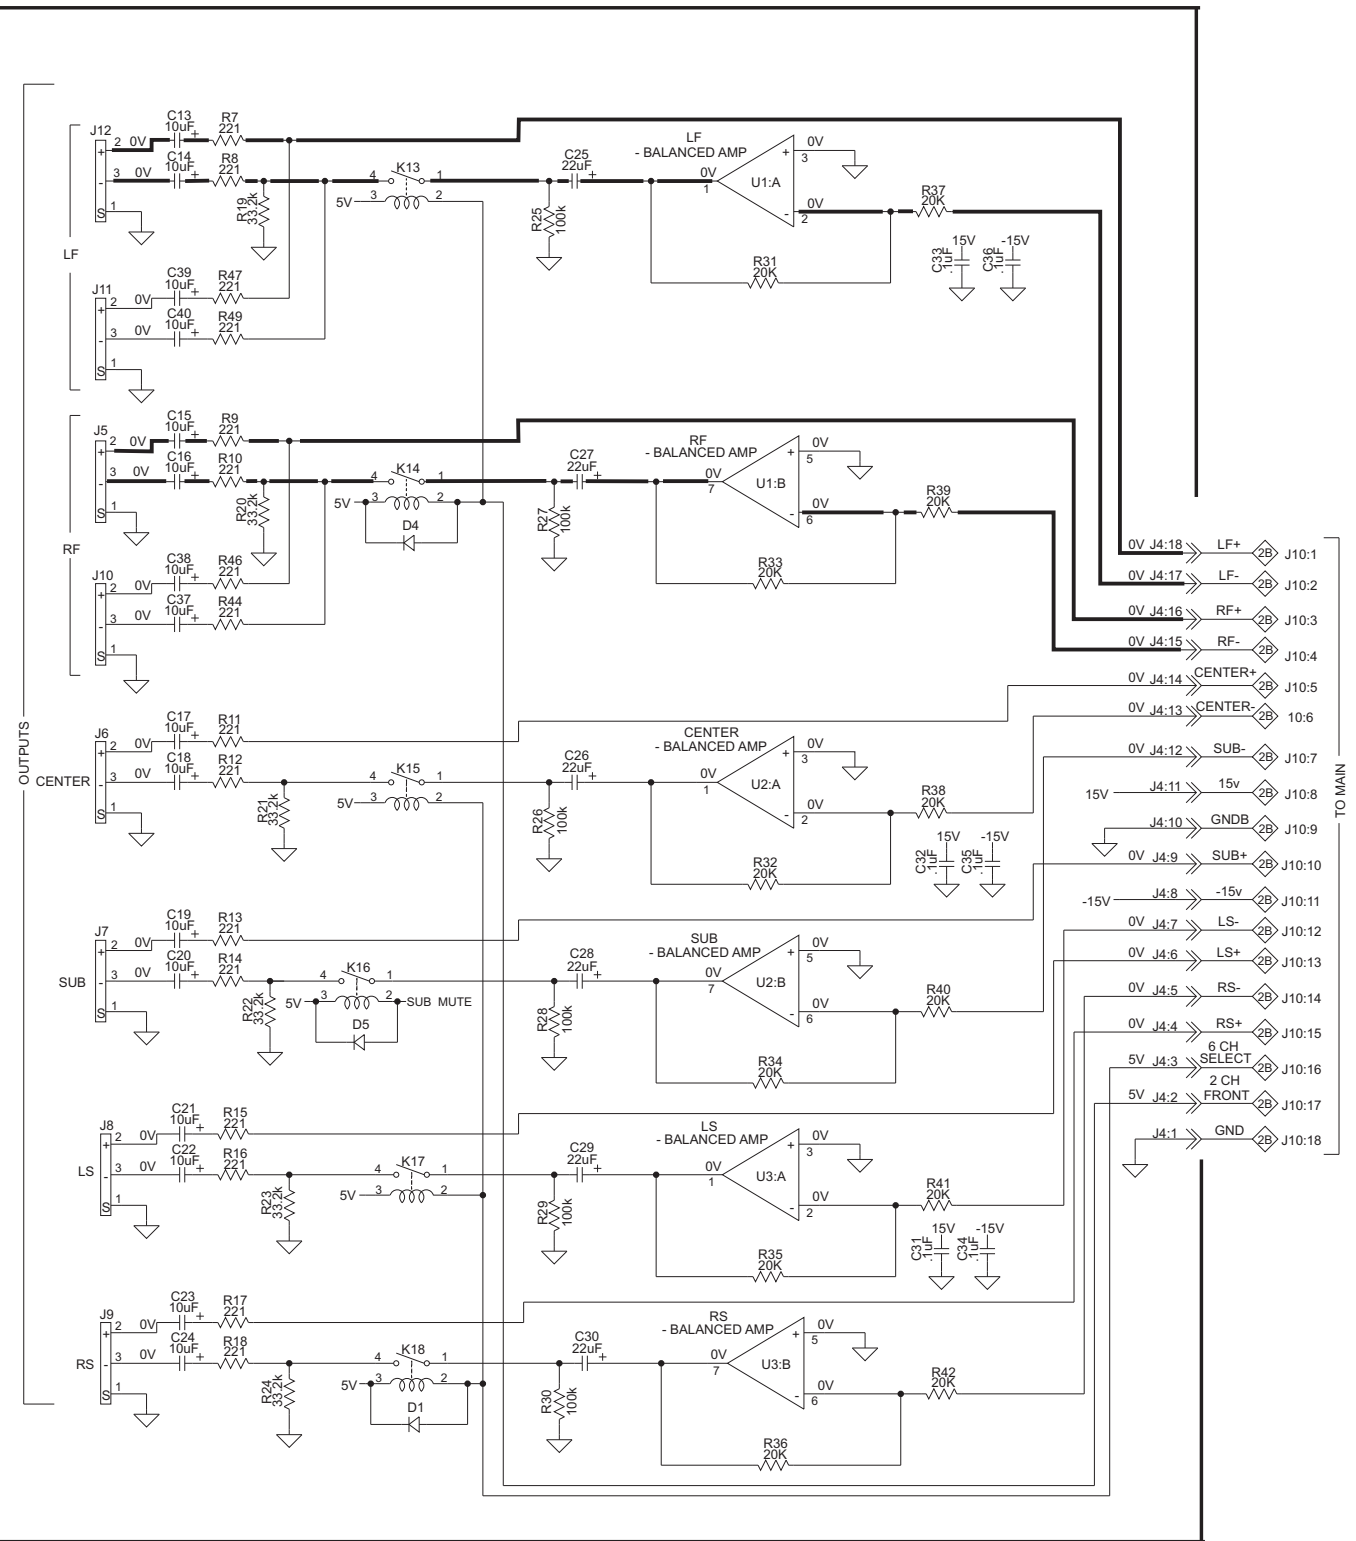 OUTPUTS
LF
J12
+
2 0V
C13
10uF
+
R7
221
-
3 0V
C14
10uF
+
R8
221
S
1
R19
33.2k
4 K13 1
5V 3 2
R25
100k
C25
22uF
+
LF
- BALANCED AMP
0V
1
U1:A
+
0V
3
-
0V
2
R37
20K
R31
20K
15V
C33
.1uF
-15V
C36
.1uF
J11
+
2 0V
C39
10uF
+
R47
221
-
3 0V
C40
10uF
+
R49
221
S
1
RF
J5
+
2 0V
C15
10uF
+
R9
221
-
3 0V
C16
10uF
+
R10
221
S
1
R20
33.2k
4 K14 1
5V 3 2
D4
R27
100k
C27
22uF
+
RF
- BALANCED AMP
0V
7
U1:B
+
0V
5
-
0V
6
R39
20K
R33
20K
J10
+
2 0V
C38
10uF
+
R46
221
-
3 0V
C37
10uF
+
R44
221
S
1
CENTER
J6
+
2 0V
C17
10uF
+
R11
221
-
3 0V
C18
10uF
+
R12
221
S
1
R21
33.2k
4 K15 1
5V 3 2
R26
100k
C26
22uF
+
CENTER
- BALANCED AMP
0V
1
U2:A
+
0V
3
-
0V
2
R38
20K
R32
20K
15V
C32
.1uF
-15V
C35
.1uF
SUB
J7
+
2 0V
C19
10uF
+
R13
221
-
3 0V
C20
10uF
+
R14
221
S
1
R22
33.2k
4 K16 1
5V 3 2 SUB MUTE
D5
R28
100k
C28
22uF
+
SUB
- BALANCED AMP
0V
7
U2:B
+
0V
5
-
0V
6
R40
20K
R34
20K
LS
J8
+
2 0V
C21
10uF
+
R15
221
-
3 0V
C22
10uF
+
R16
221
S
1
R23
33.2k
4 K17 1
5V 3 2
R29
100k
C29
22uF
+
LS
- BALANCED AMP
0V
1
U3:A
+
0V
3
-
0V
2
R41
20K
R35
20K
15V
C31
.1uF
-15V
C34
.1uF
RS
J9
+
2 0V
C23
10uF
+
R17
221
-
3 0V
C24
10uF
+
R18
221
S
1
R24
33.2k
4 K18 1
5V 3 2
D1
R30
100k
C30
22uF
+
RS
- BALANCED AMP
0V
7
U3:B
+
0V
5
-
0V
6
R42
20K
R36
20K
0V J4:18 LF+ 2B J10:1
0V J4:17 LF- 2B J10:2
0V J4:16 RF+ 2B J10:3
0V J4:15 RF- 2B J10:4
0V J4:14 CENTER+ 2B J10:5
0V J4:13 CENTER- 2B 10:6
0V J4:12 SUB- 2B J10:7
15V J4:11 15v 2B J10:8
J4:10 GNDB 2B J10:9
0V J4:9 SUB+ 2B J10:10
-15V J4:8 -15v 2B J10:11
0V J4:7 LS- 2B J10:12
0V J4:6 LS+ 2B J10:13
0V J4:5 RS- 2B J10:14
0V J4:4 RS+ 2B J10:15
6 CH
5V J4:3 SELECT 2B J10:16
2 CH
5V J4:2 FRONT 2B J10:17
J4:1 GND 2B J10:18
TO MAIN